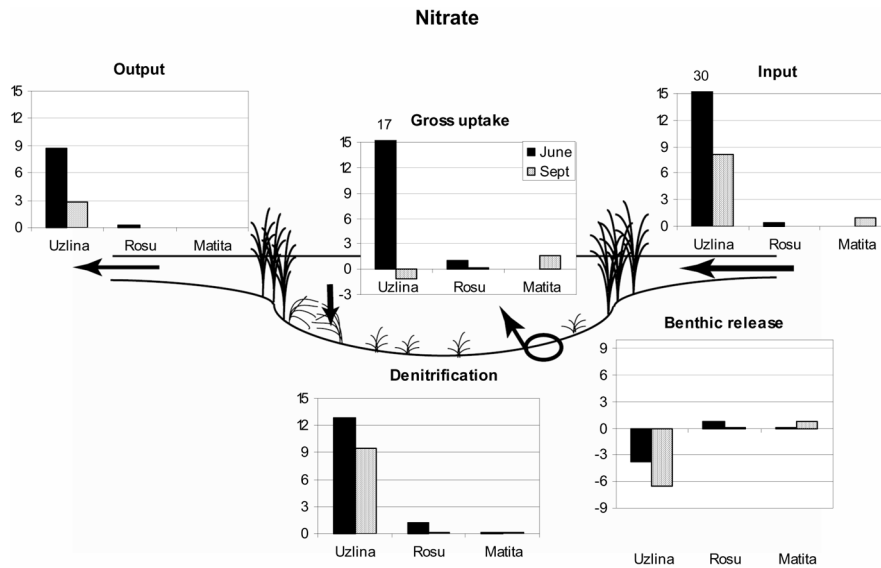 Nitrate
Output
15
12
9
6
3
0
Uzlina Rosu Matita
Gross uptake
17
15
12
9
6
3
0
-3
June
Sept
Uzlina Rosu Matita
Input
30
15
12
9
6
3
0
Uzlina Rosu Matita
Denitrification
15
12
9
6
3
0
Uzlina Rosu Matita
Benthic release
9
6
3
0
-3
-6
-9
Uzlina Rosu Matita